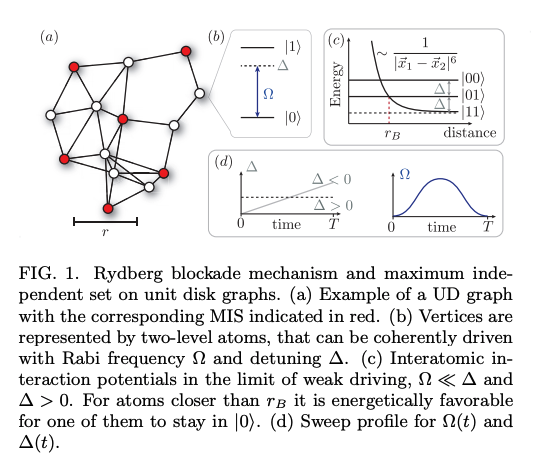 (a)
r
(b)
|1⟩
Δ
Ω
|0⟩
(c)
Energy
~ 1 / |x⃗₁ − x⃗₂|⁶
|00⟩
Δ
|01⟩
Δ
|11⟩
r_B
distance
(d)
Δ
Δ < 0
Δ > 0
0 time T
Ω
0 time T
FIG. 1. Rydberg blockade mechanism and maximum inde-
pendent set on unit disk graphs. (a) Example of a UD graph
with the corresponding MIS indicated in red. (b) Vertices are
represented by two-level atoms, that can be coherently driven
with Rabi frequency Ω and detuning Δ. (c) Interatomic in-
teraction potentials in the limit of weak driving, Ω ≪ Δ and
Δ > 0. For atoms closer than r_B it is energetically favorable
for one of them to stay in |0⟩. (d) Sweep profile for Ω(t) and
Δ(t).